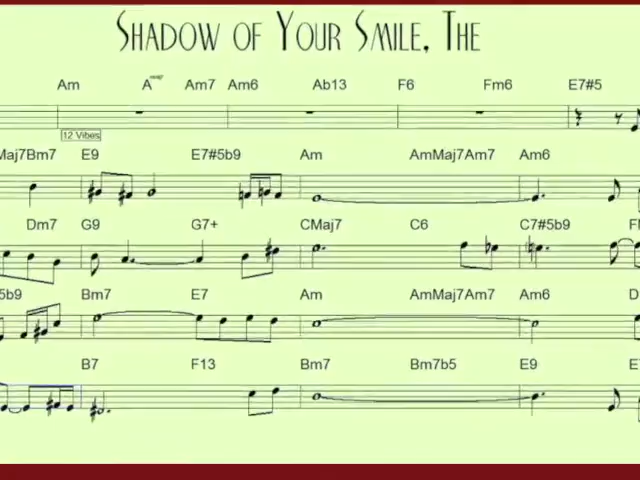 Shadow of Your Smile, The
Am A Am7 Am6 Ab13 F6 Fm6 E7#5
12 Vibes
Maj7Bm7 E9 E7#5b9 Am AmMaj7Am7 Am6
Dm7 G9 G7+ CMaj7 C6 C7#5b9
5b9 Bm7 E7 Am AmMaj7Am7 Am6 D
B7 F13 Bm7 Bm7b5 E9